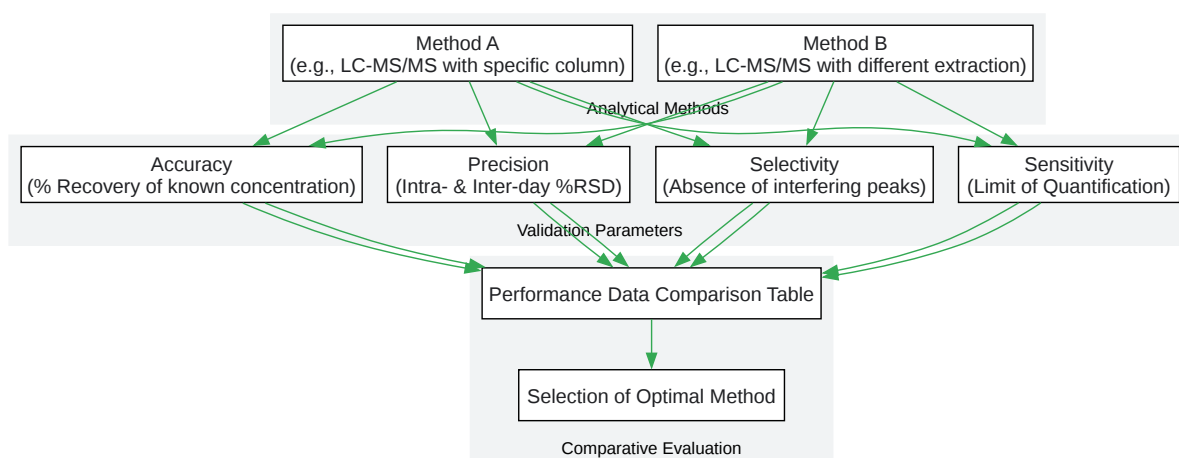 Method A
(e.g., LC-MS/MS with specific column)
Method B
(e.g., LC-MS/MS with different extraction)
Analytical Methods
Accuracy
(% Recovery of known concentration)
Precision
(Intra- & Inter-day %RSD)
Selectivity
(Absence of interfering peaks)
Sensitivity
(Limit of Quantification)
Validation Parameters
Performance Data Comparison Table
Selection of Optimal Method
Comparative Evaluation